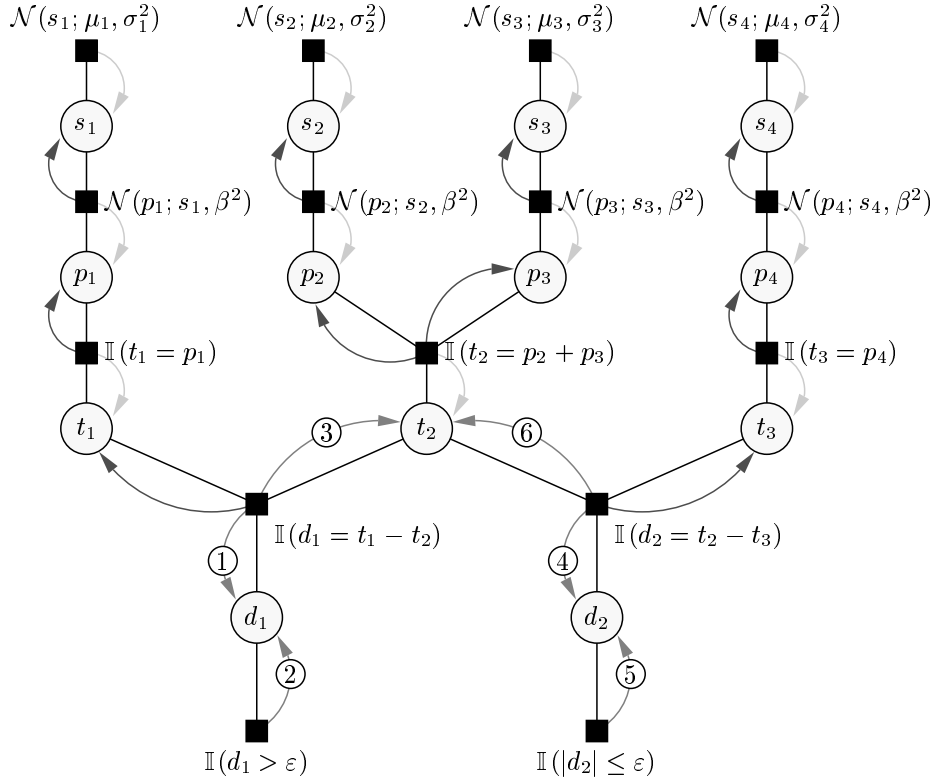 𝒩(s₁; μ₁, σ₁²) 𝒩(s₂; μ₂, σ₂²) 𝒩(s₃; μ₃, σ₃²) 𝒩(s₄; μ₄, σ₄²)
s₁ s₂ s₃ s₄
𝒩(p₁; s₁, β²) 𝒩(p₂; s₂, β²) 𝒩(p₃; s₃, β²) 𝒩(p₄; s₄, β²)
p₁ p₂ p₃ p₄
𝕀(t₁ = p₁) 𝕀(t₂ = p₂ + p₃) 𝕀(t₃ = p₄)
t₁ 3 t₂ 6 t₃
𝕀(d₁ = t₁ − t₂) 𝕀(d₂ = t₂ − t₃)
1 4
d₁ d₂
2 5
𝕀(d₁ > ε) 𝕀(|d₂| ≤ ε)